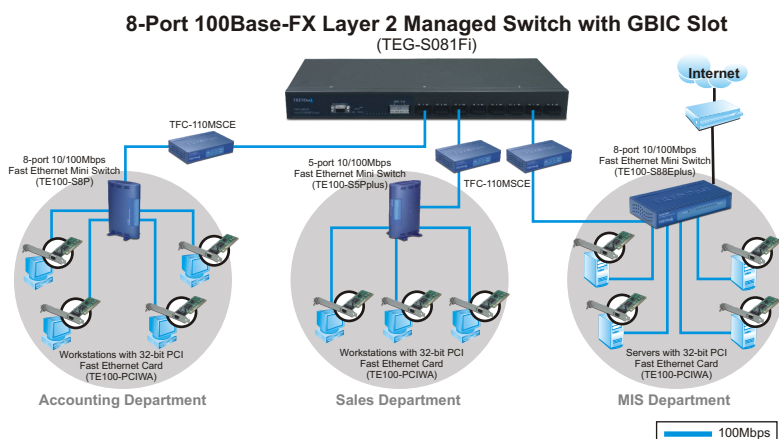 8-Port 100Base-FX Layer 2 Managed Switch with GBIC Slot
(TEG-S081Fi)
Internet
TFC-110MSCE
8-port 10/100Mbps
Fast Ethernet Mini Switch
(TE100-S8P)
5-port 10/100Mbps
Fast Ethernet Mini Switch
(TE100-S5Pplus)
TFC-110MSCE
8-port 10/100Mbps
Fast Ethernet Mini Switch
(TE100-S88Eplus)
Workstations with 32-bit PCI
Fast Ethernet Card
(TE100-PCIWA)
Workstations with 32-bit PCI
Fast Ethernet Card
(TE100-PCIWA)
Servers with 32-bit PCI
Fast Ethernet Card
(TE100-PCIWA)
Accounting Department
Sales Department
MIS Department
100Mbps